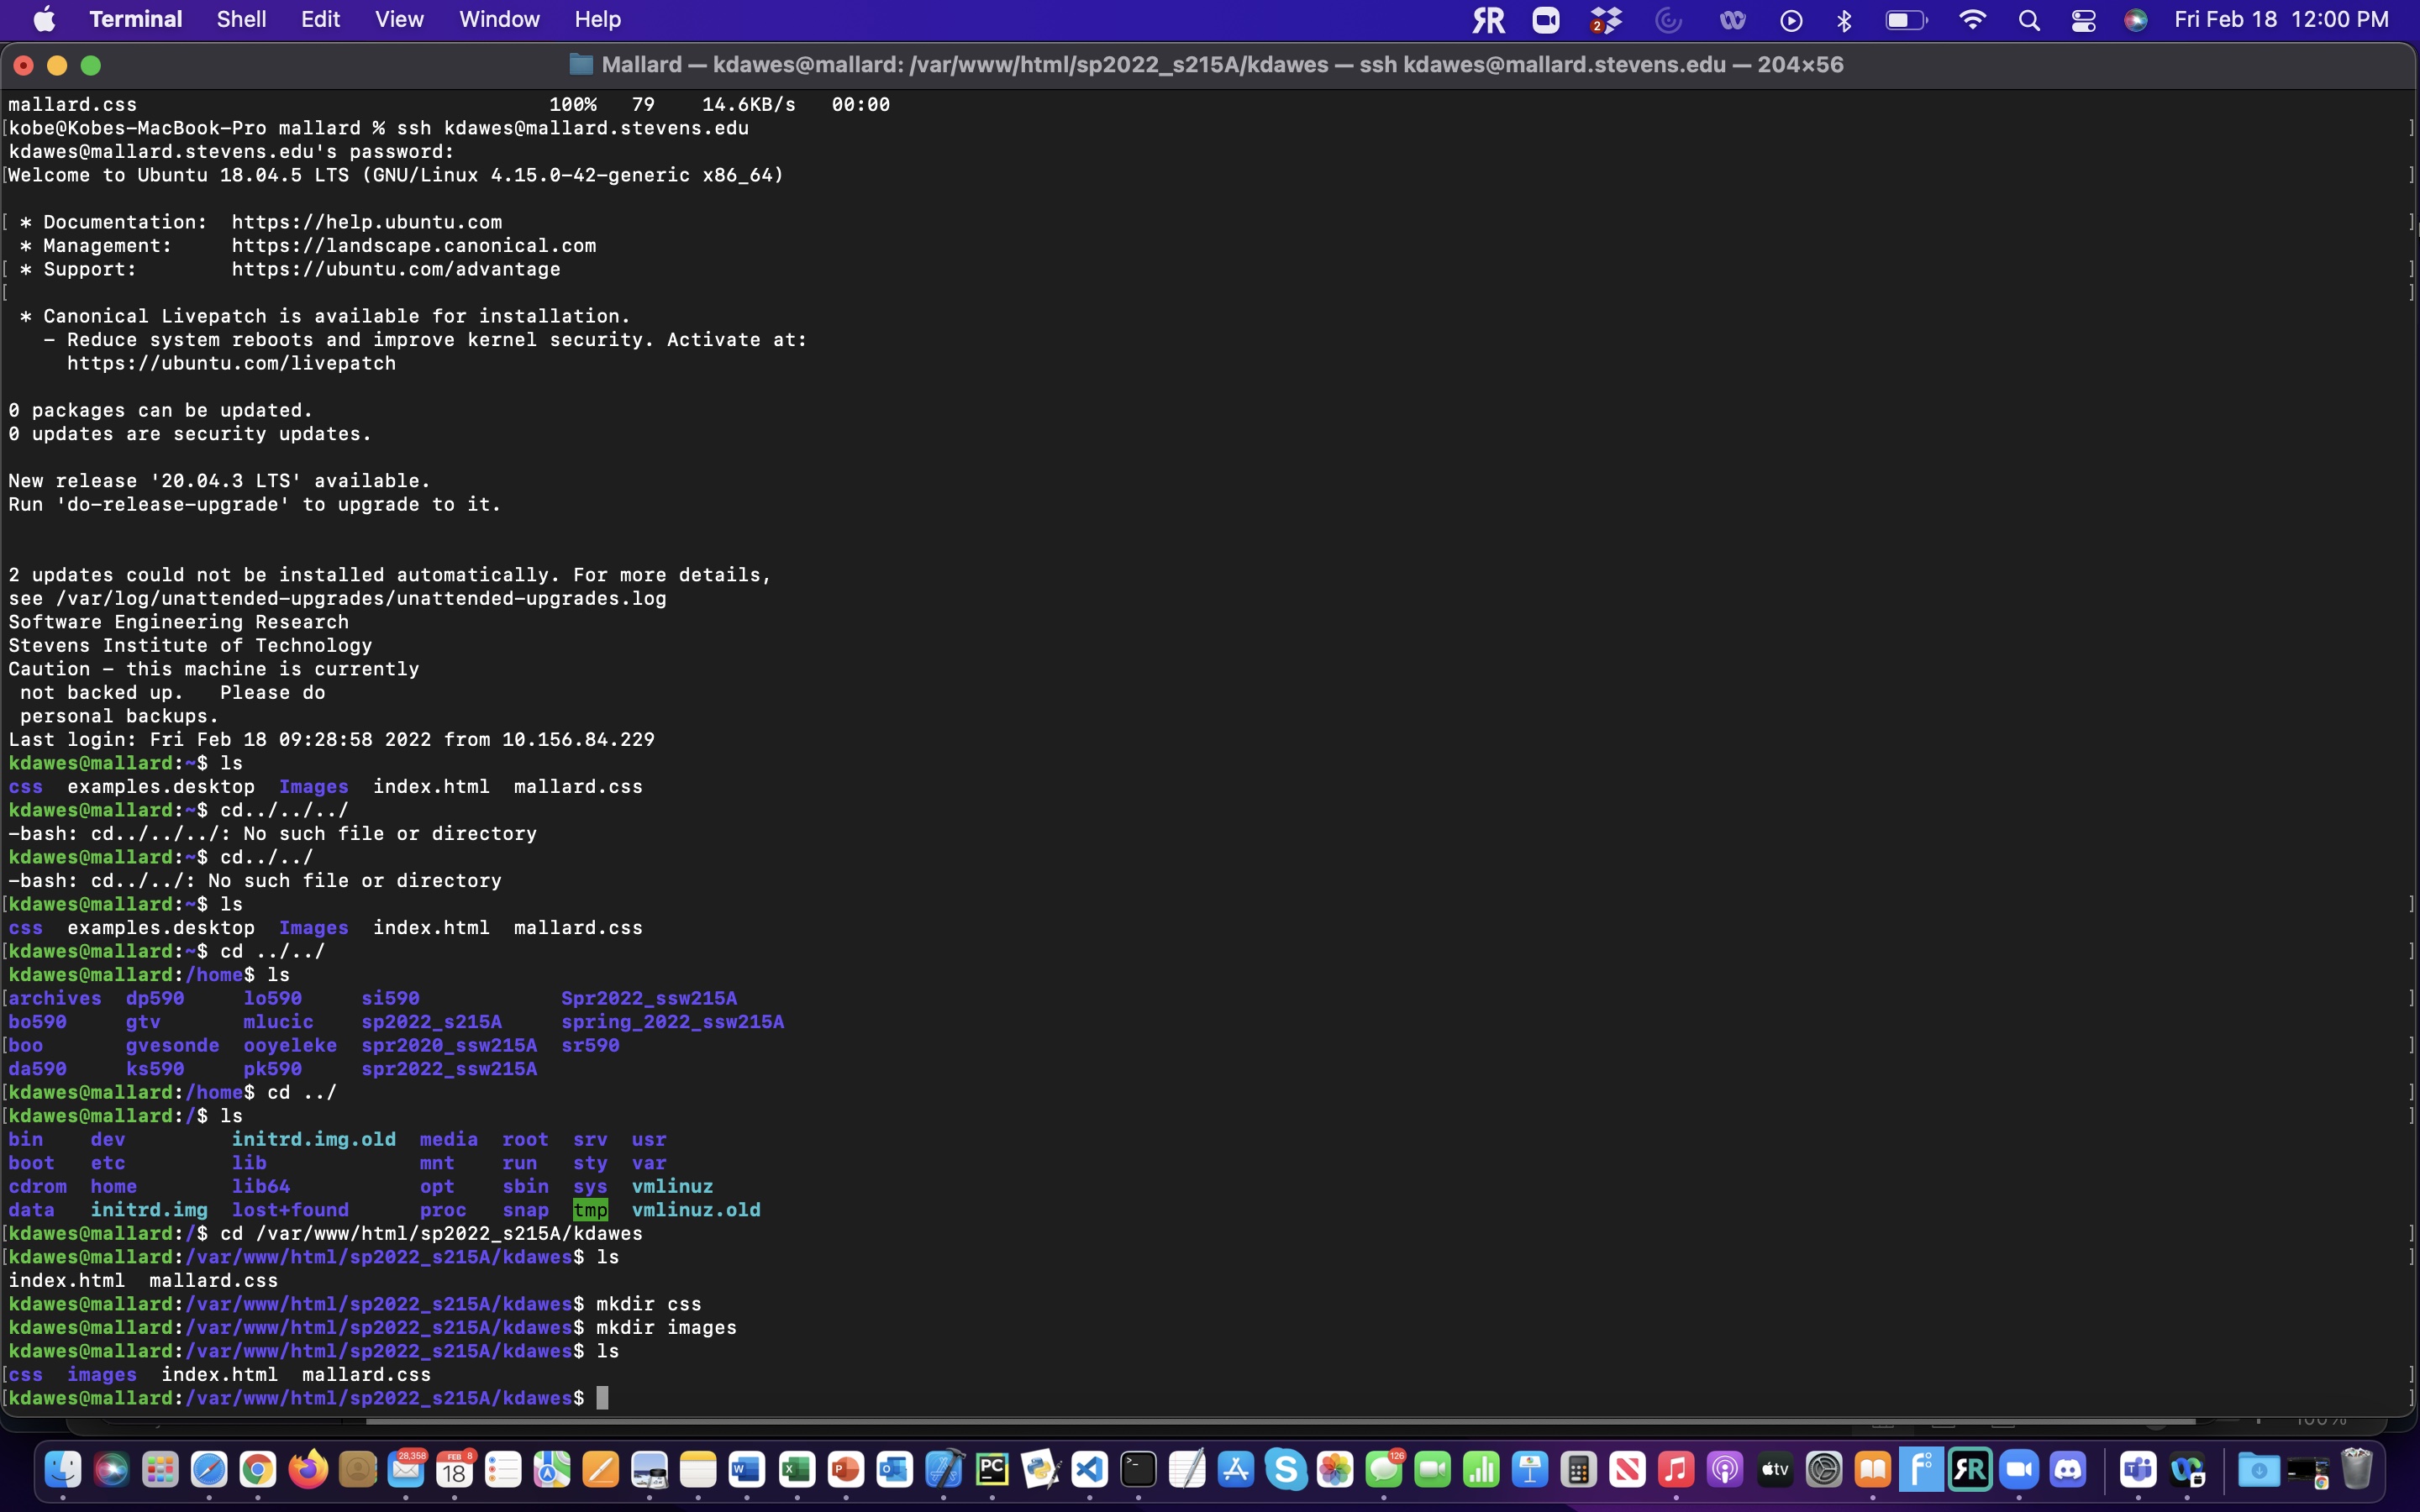 Terminal Shell Edit View Window Help 2 Fri Feb 18 12:00 PM
Mallard — kdawes@mallard: /var/www/html/sp2022_s215A/kdawes — ssh kdawes@mallard.stevens.edu — 204×56
mallard.css 100% 79 14.6KB/s 00:00
[kobe@Kobes-MacBook-Pro mallard % ssh kdawes@mallard.stevens.edu ]
kdawes@mallard.stevens.edu's password:
[Welcome to Ubuntu 18.04.5 LTS (GNU/Linux 4.15.0-42-generic x86_64) ]
[ * Documentation: https://help.ubuntu.com ]
* Management: https://landscape.canonical.com
[ * Support: https://ubuntu.com/advantage ]
[ ]
* Canonical Livepatch is available for installation.
- Reduce system reboots and improve kernel security. Activate at:
https://ubuntu.com/livepatch
0 packages can be updated.
0 updates are security updates.
New release '20.04.3 LTS' available.
Run 'do-release-upgrade' to upgrade to it.
2 updates could not be installed automatically. For more details,
see /var/log/unattended-upgrades/unattended-upgrades.log
Software Engineering Research
Stevens Institute of Technology
Caution - this machine is currently
not backed up. Please do
personal backups.
Last login: Fri Feb 18 09:28:58 2022 from 10.156.84.229
kdawes@mallard:~$ ls
css examples.desktop Images index.html mallard.css
kdawes@mallard:~$ cd../../../
-bash: cd../../../: No such file or directory
kdawes@mallard:~$ cd../../
-bash: cd../../: No such file or directory
[kdawes@mallard:~$ ls ]
css examples.desktop Images index.html mallard.css
[kdawes@mallard:~$ cd ../../ ]
kdawes@mallard:/home$ ls
[archives dp590 lo590 si590 Spr2022_ssw215A ]
bo590 gtv mlucic sp2022_s215A spring_2022_ssw215A
[boo gvesonde ooyeleke spr2020_ssw215A sr590 ]
da590 ks590 pk590 spr2022_ssw215A
[kdawes@mallard:/home$ cd ../ ]
[kdawes@mallard:/$ ls ]
bin dev initrd.img.old media root srv usr
boot etc lib mnt run sty var
cdrom home lib64 opt sbin sys vmlinuz
data initrd.img lost+found proc snap tmp vmlinuz.old
[kdawes@mallard:/$ cd /var/www/html/sp2022_s215A/kdawes ]
[kdawes@mallard:/var/www/html/sp2022_s215A/kdawes$ ls ]
index.html mallard.css
kdawes@mallard:/var/www/html/sp2022_s215A/kdawes$ mkdir css
kdawes@mallard:/var/www/html/sp2022_s215A/kdawes$ mkdir images
kdawes@mallard:/var/www/html/sp2022_s215A/kdawes$ ls
[css images index.html mallard.css ]
[kdawes@mallard:/var/www/html/sp2022_s215A/kdawes$ ]
28,358 FEB 8 18 W X P PC >_ S 126 tv f